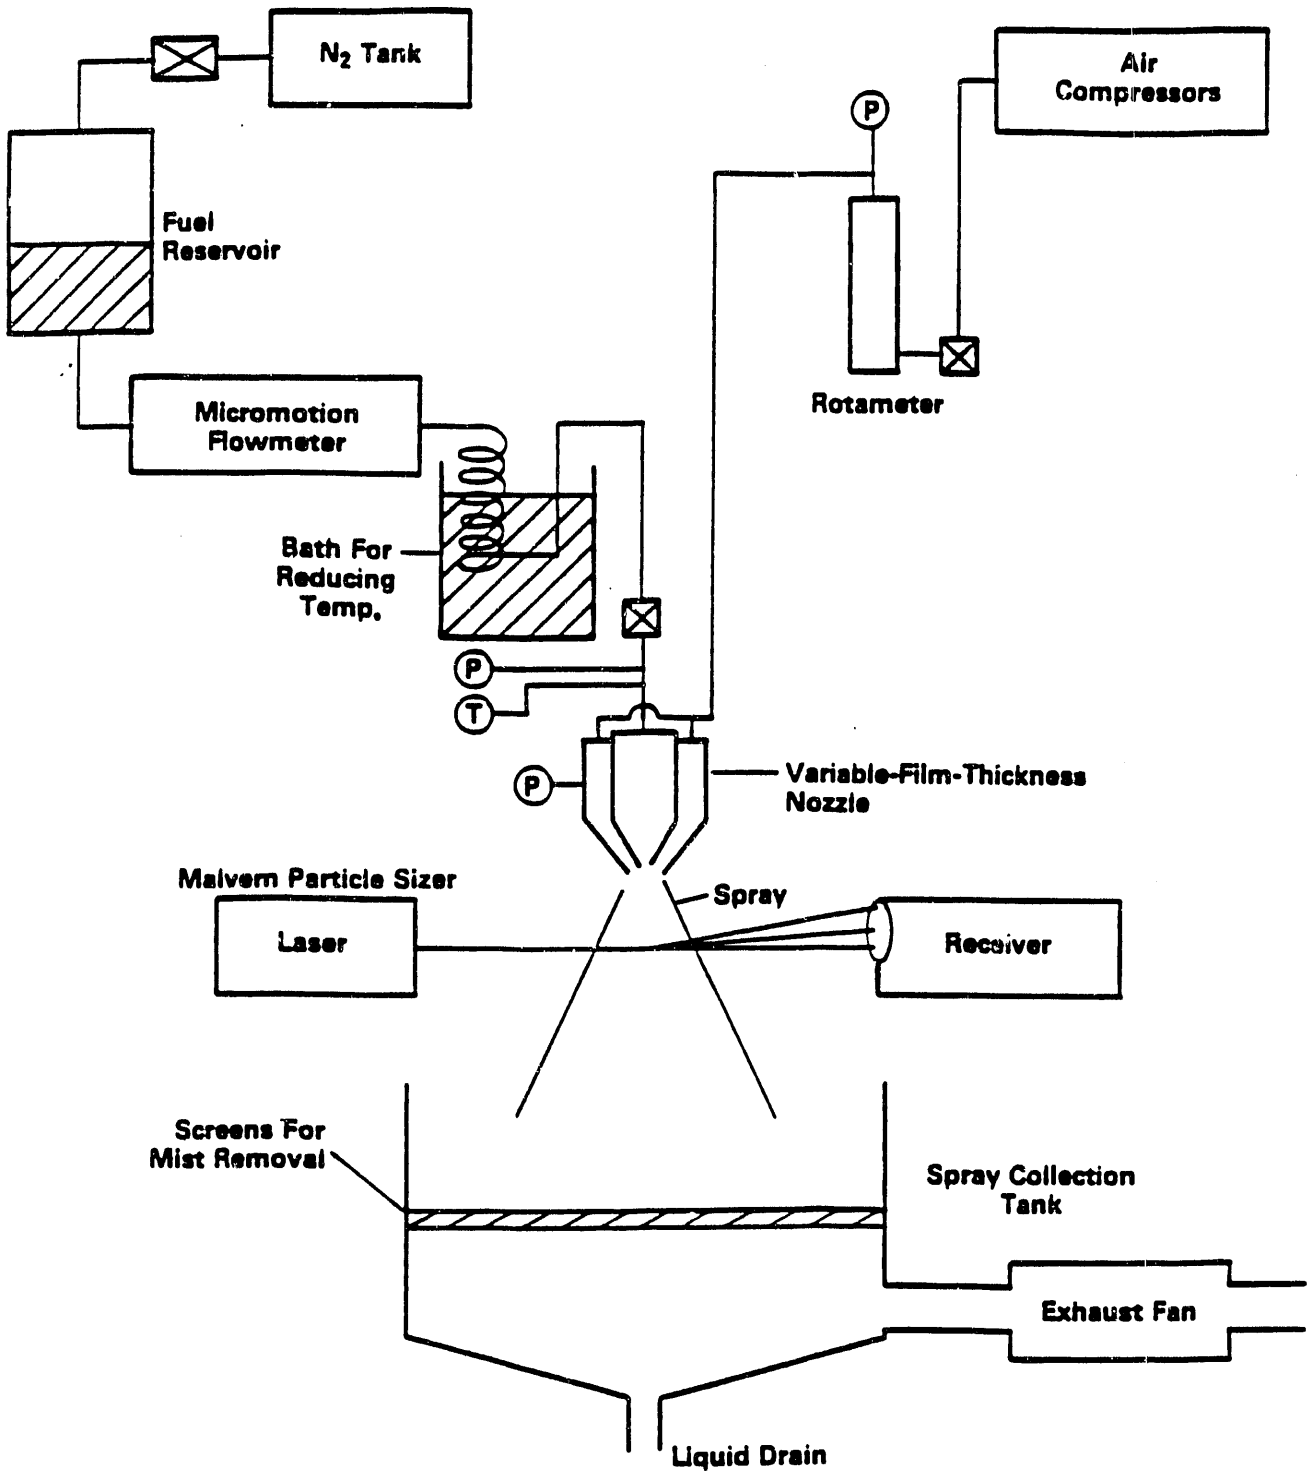 N₂ Tank
Air
Compressors
P
Fuel
Reservoir
Rotameter
Micromotion
Flowmeter
Bath For
Reducing
Temp.
P
T
P
Variable-Film-Thickness
Nozzle
Malvern Particle Sizer
Spray
Laser
Receiver
Screens For
Mist Removal
Spray Collection
Tank
Exhaust Fan
Liquid Drain